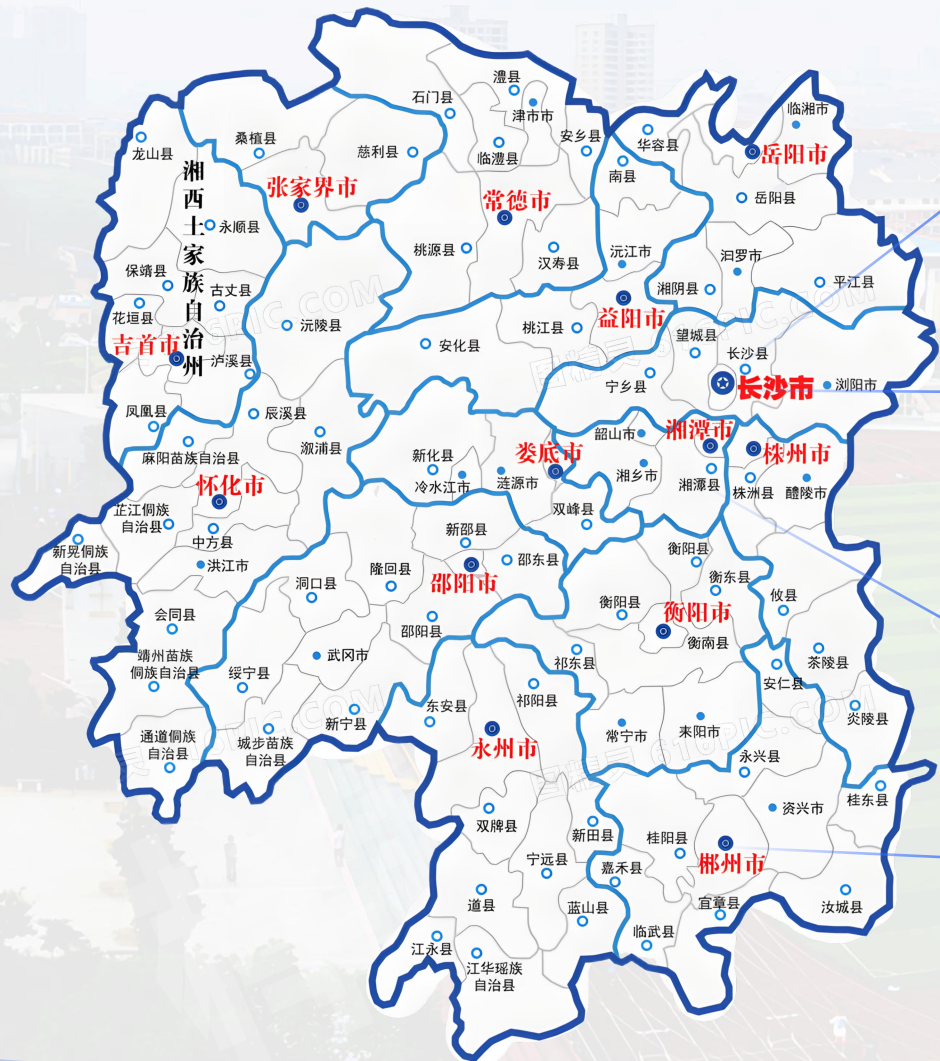 澧县
石门县
津市市
临湘市
安乡县
华容县
桑植县
慈利县
临澧县
龙山县
岳阳市
南县
湘西土家族自治州
张家界市
常德市
岳阳县
永顺县
桃源县
沅江市
汨罗市
汉寿县
保靖县
古丈县
湘阴县
平江县
花垣县
沅陵县
益阳市
桃江县
望城县
吉首市
安化县
长沙县
泸溪县
宁乡县
长沙市
浏阳市
凤凰县
辰溪县
韶山市
湘潭市
溆浦县
麻阳苗族自治县
新化县
娄底市
株州市
怀化市
冷水江市
涟源市
湘乡市
湘潭县
株洲县
醴陵市
芷江侗族
自治县
双峰县
新邵县
中方县
新晃侗族
自治县
洪江市
衡阳县
邵东县
隆回县
洞口县
邵阳市
衡东县
攸县
衡阳县
衡阳市
会同县
邵阳县
衡南县
靖州苗族
侗族自治县
武冈市
祁东县
茶陵县
绥宁县
安仁县
祁阳县
东安县
新宁县
炎陵县
通道侗族
自治县
城步苗族
自治县
永州市
常宁市
耒阳市
永兴县
桂东县
资兴市
双牌县
新田县
桂阳县
宁远县
郴州市
嘉禾县
道县
蓝山县
宜章县
汝城县
临武县
江永县
江华瑶族
自治县